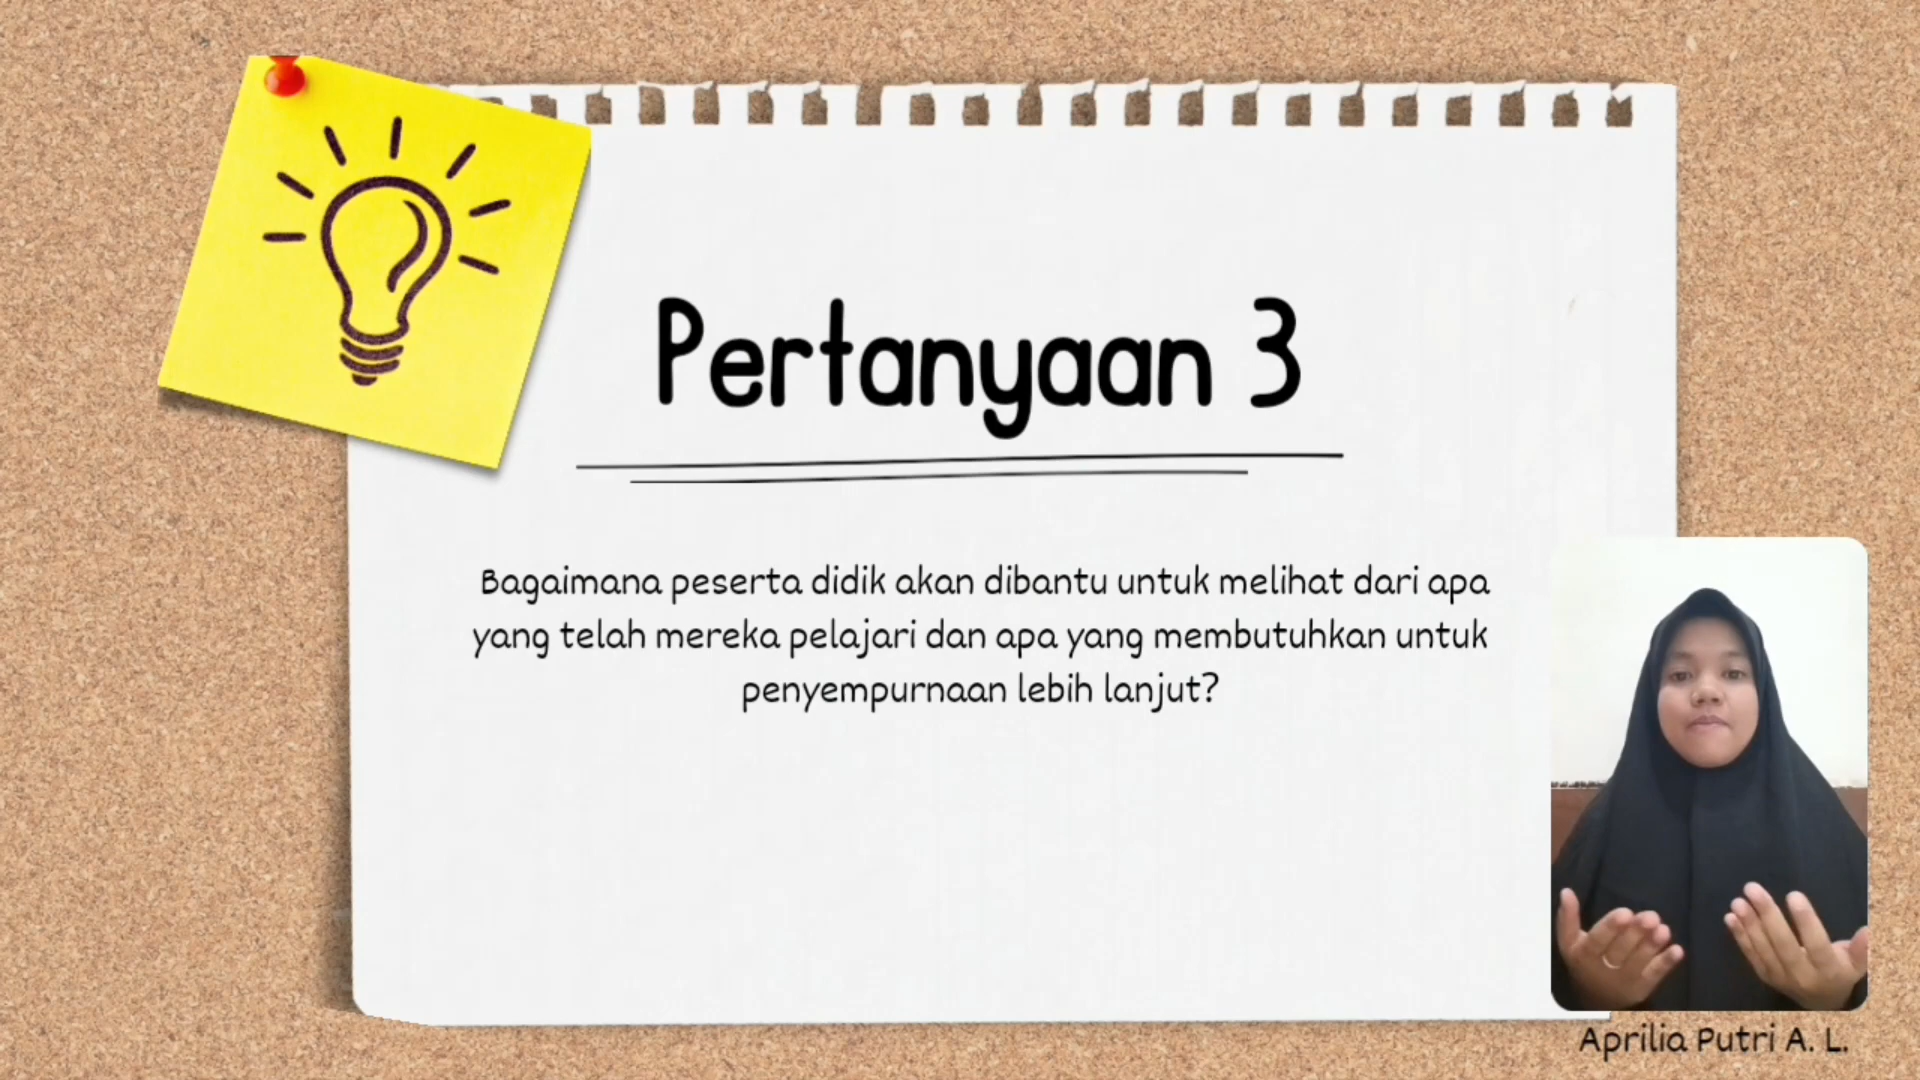 Pertanyaan 3
Bagaimana peserta didik akan dibantu untuk melihat dari apa
yang telah mereka pelajari dan apa yang membutuhkan untuk
penyempurnaan lebih lanjut?
Aprilia Putri A. L.